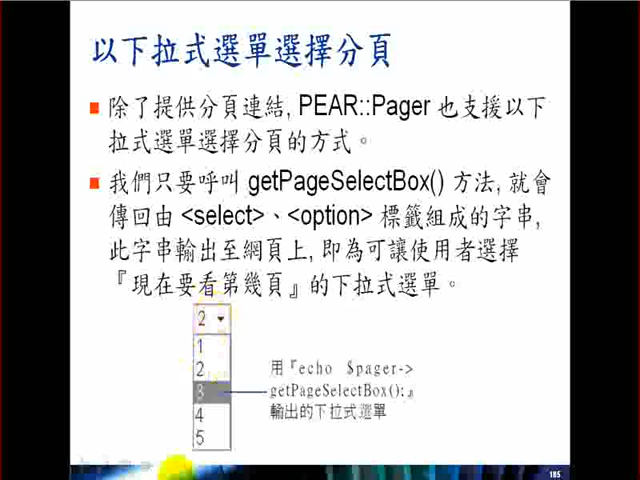 以下拉式選單選擇分頁
除了提供分頁連結, PEAR::Pager 也支援以下
拉式選單選擇分頁的方式。
我們只要呼叫 getPageSelectBox() 方法, 就會
傳回由 <select>、<option> 標籤組成的字串,
此字串輸出至網頁上, 即為可讓使用者選擇
『現在要看第幾頁』的下拉式選單。
2
1
2
3
4
5
用『echo $pager->
getPageSelectBox();』
輸出的下拉式選單
185